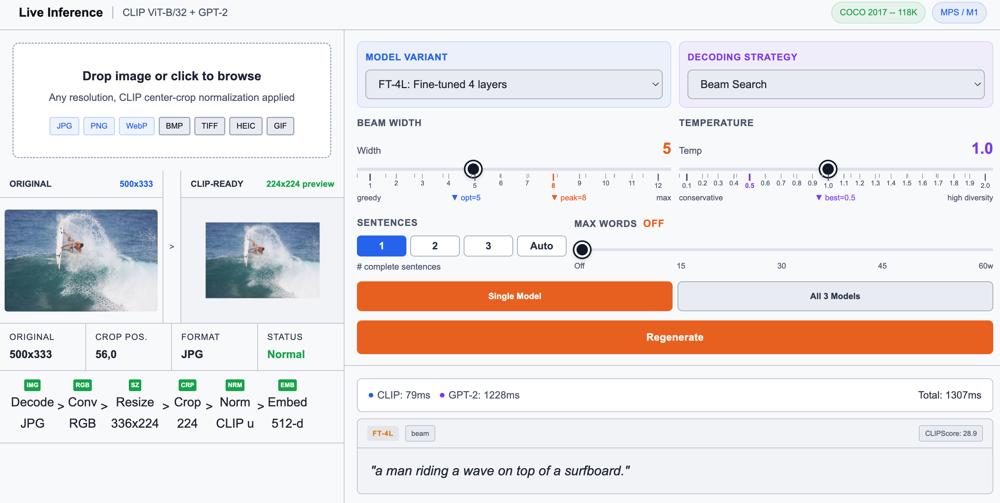 Live Inference
CLIP ViT-B/32 + GPT-2
COCO 2017 -- 118K
MPS / M1
Drop image or click to browse
Any resolution, CLIP center-crop normalization applied
JPG PNG WebP BMP TIFF HEIC GIF
ORIGINAL 500x333
>
CLIP-READY 224x224 preview
ORIGINAL
500x333
CROP POS.
56,0
FORMAT
JPG
STATUS
Normal
IMG RGB SZ CRP NRM EMB
Decode > Conv > Resize > Crop > Norm > Embed
JPG RGB 336x224 224 CLIP u 512-d
MODEL VARIANT
FT-4L: Fine-tuned 4 layers
DECODING STRATEGY
Beam Search
BEAM WIDTH
Width 5
1 2 3 4 5 6 7 8 9 10 11 12
greedy ▼ opt=5 ▼ peak=8 max
TEMPERATURE
Temp 1.0
0.1 0.2 0.3 0.4 0.5 0.6 0.7 0.8 0.9 1.0 1.1 1.2 1.3 1.4 1.5 1.6 1.7 1.8 1.9 2.0
conservative ▼ best=0.5 high diversity
SENTENCES
1 2 3 Auto
# complete sentences
MAX WORDS OFF
Off 15 30 45 60w
Single Model
All 3 Models
Regenerate
CLIP: 79ms GPT-2: 1228ms Total: 1307ms
FT-4L beam CLIPScore: 28.9
"a man riding a wave on top of a surfboard."